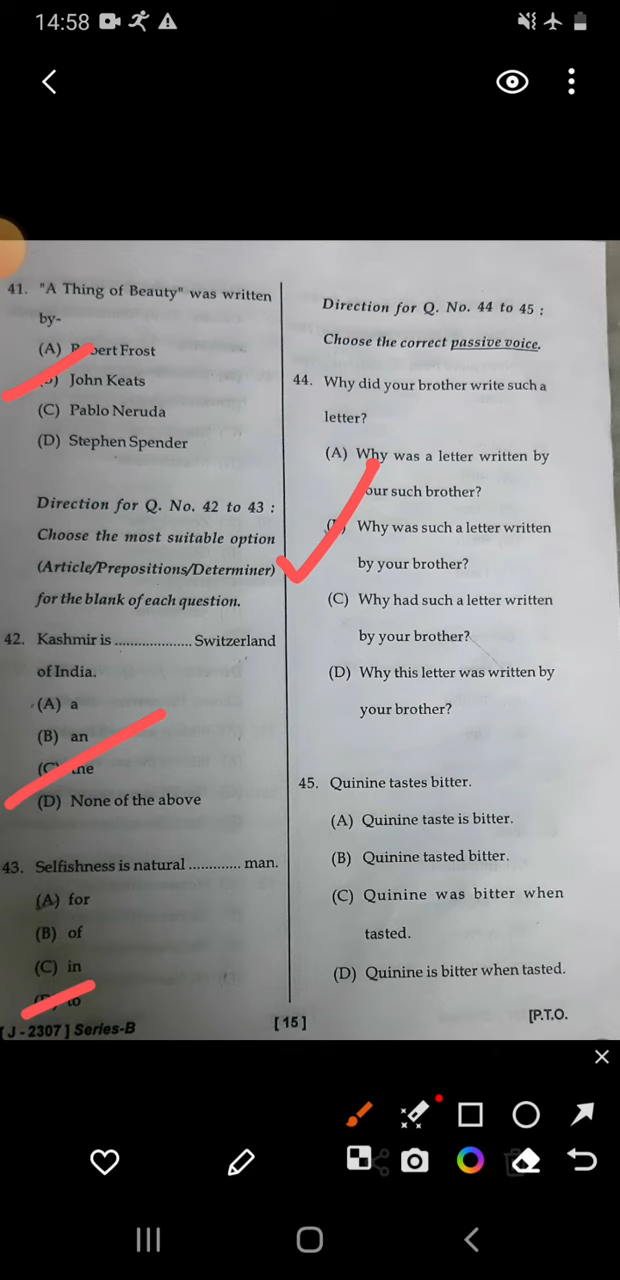 14:58
41. "A Thing of Beauty" was written
by-
(A) Robert Frost
(B) John Keats
(C) Pablo Neruda
(D) Stephen Spender
Direction for Q. No. 42 to 43 :
Choose the most suitable option
(Article/Prepositions/Determiner)
for the blank of each question.
42. Kashmir is .................... Switzerland
of India.
(A) a
(B) an
(C) the
(D) None of the above
43. Selfishness is natural ............. man.
(A) for
(B) of
(C) in
(D) to
[ J - 2307 ] Series-B
[ 15 ]
Direction for Q. No. 44 to 45 :
Choose the correct passive voice.
44. Why did your brother write such a
letter?
(A) Why was a letter written by
your such brother?
(B) Why was such a letter written
by your brother?
(C) Why had such a letter written
by your brother?
(D) Why this letter was written by
your brother?
45. Quinine tastes bitter.
(A) Quinine taste is bitter.
(B) Quinine tasted bitter.
(C) Quinine was bitter when
tasted.
(D) Quinine is bitter when tasted.
[P.T.O.